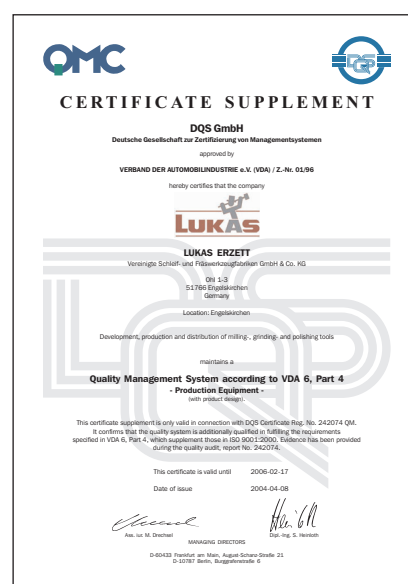 QMC
DQS
CERTIFICATE SUPPLEMENT
DQS GmbH
Deutsche Gesellschaft zur Zertifizierung von Managementsystemen
approved by
VERBAND DER AUTOMOBILINDUSTRIE e.V. (VDA) / Z.-Nr. 01/96
hereby certifies that the company
LUKAS
LUKAS ERZETT
Vereinigte Schleif- und Fräswerkzeugfabriken GmbH & Co. KG
Ohl 1-3
51766 Engelskirchen
Germany
Location: Engelskirchen
Development, production and distribution of milling-, grinding- and polishing tools
maintains a
Quality Management System according to VDA 6, Part 4
- Production Equipment -
(with product design).
This certificate supplement is only valid in connection with DQS Certificate Reg. No. 242074 QM.
It confirms that the quality system is additionally qualified in fulfilling the requirements
specified in VDA 6, Part 4, which supplement those in ISO 9001:2000. Evidence has been provided
during the quality audit, report No. 242074.
This certificate is valid until 2006-02-17
Date of issue 2004-04-08
Ass. iur. M. Drechsel Dipl.-Ing. S. Heinloth
MANAGING DIRECTORS
D-60433 Frankfurt am Main, August-Schanz-Straße 21
D-10787 Berlin, Burggrafenstraße 6